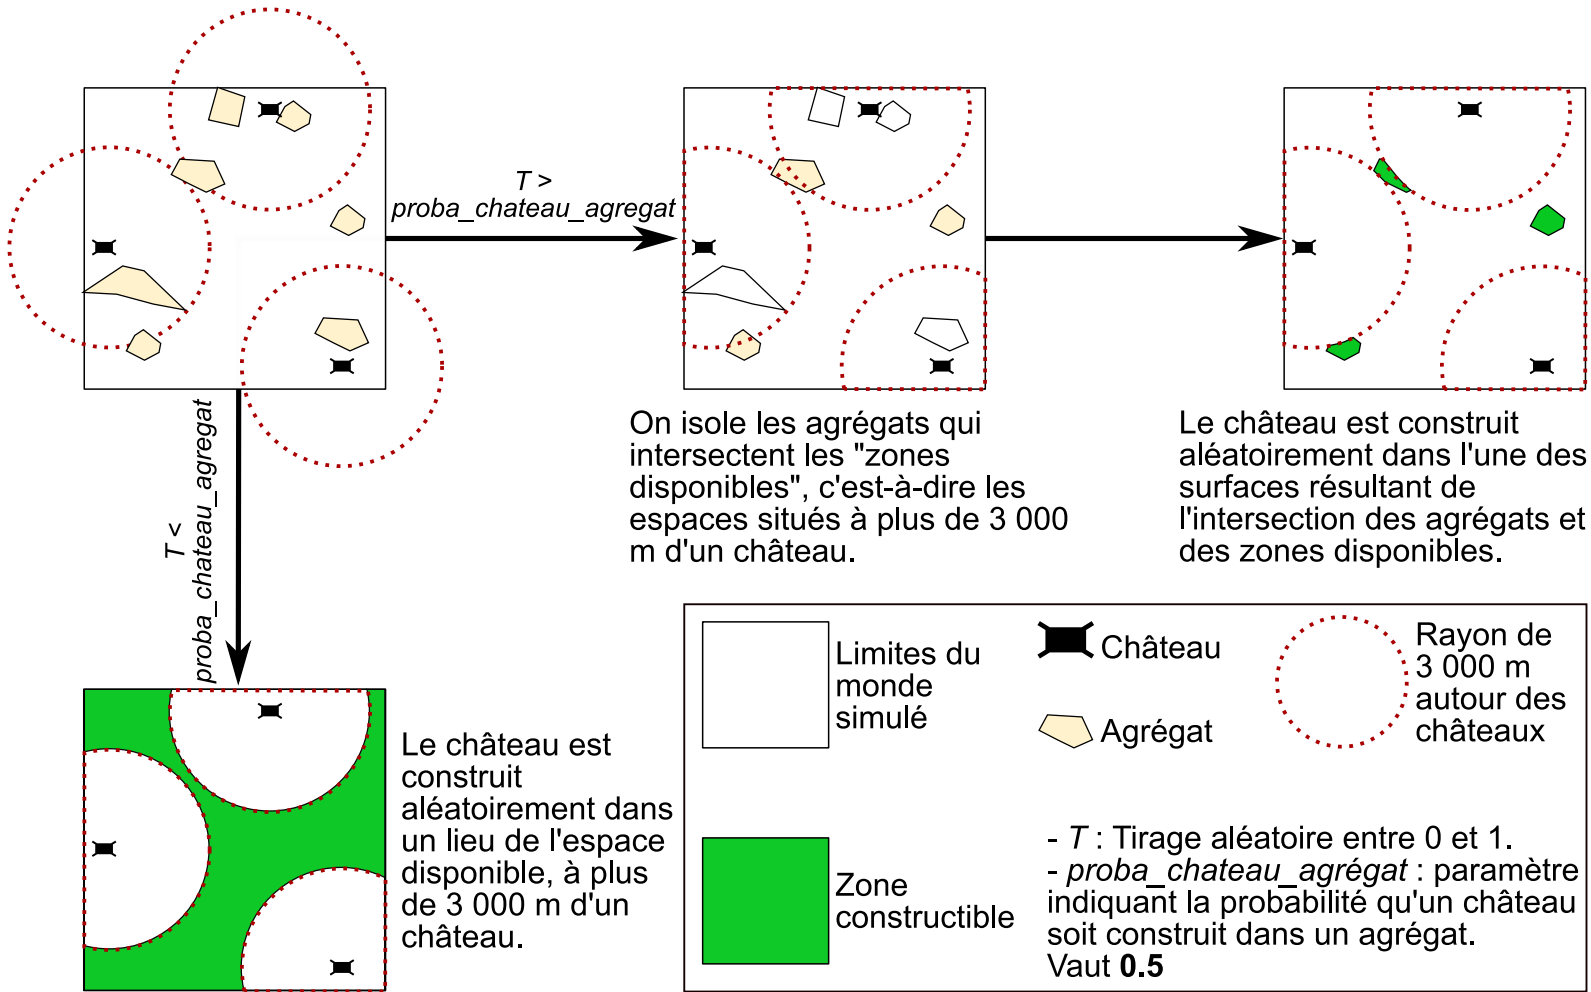 T >
proba_chateau_agregat
T <
proba_chateau_agregat
On isole les agrégats qui
intersectent les "zones
disponibles", c'est-à-dire les
espaces situés à plus de 3 000
m d'un château.
Le château est construit
aléatoirement dans l'une des
surfaces résultant de
l'intersection des agrégats et
des zones disponibles.
Le château est
construit
aléatoirement dans
un lieu de l'espace
disponible, à plus
de 3 000 m d'un
château.
Limites du
monde
simulé
Château
Agrégat
Rayon de
3 000 m
autour des
châteaux
Zone
constructible
- T : Tirage aléatoire entre 0 et 1.
- proba_chateau_agrégat : paramètre
indiquant la probabilité qu'un château
soit construit dans un agrégat.
Vaut 0.5